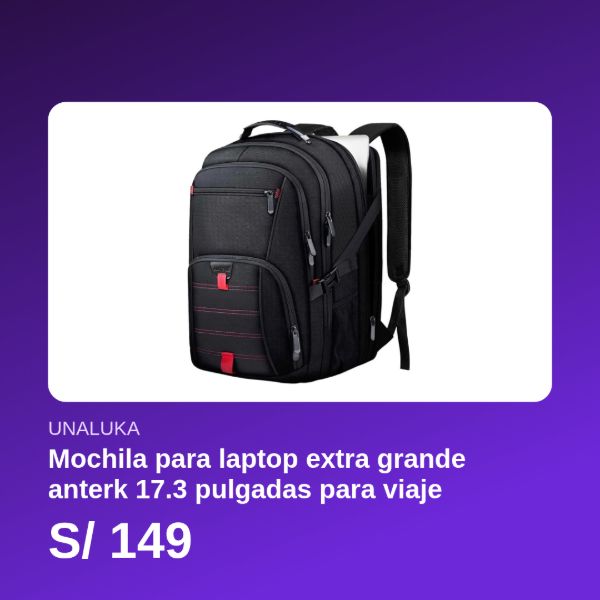 UNALUKA
Mochila para laptop extra grande
anterk 17.3 pulgadas para viaje
S/ 149